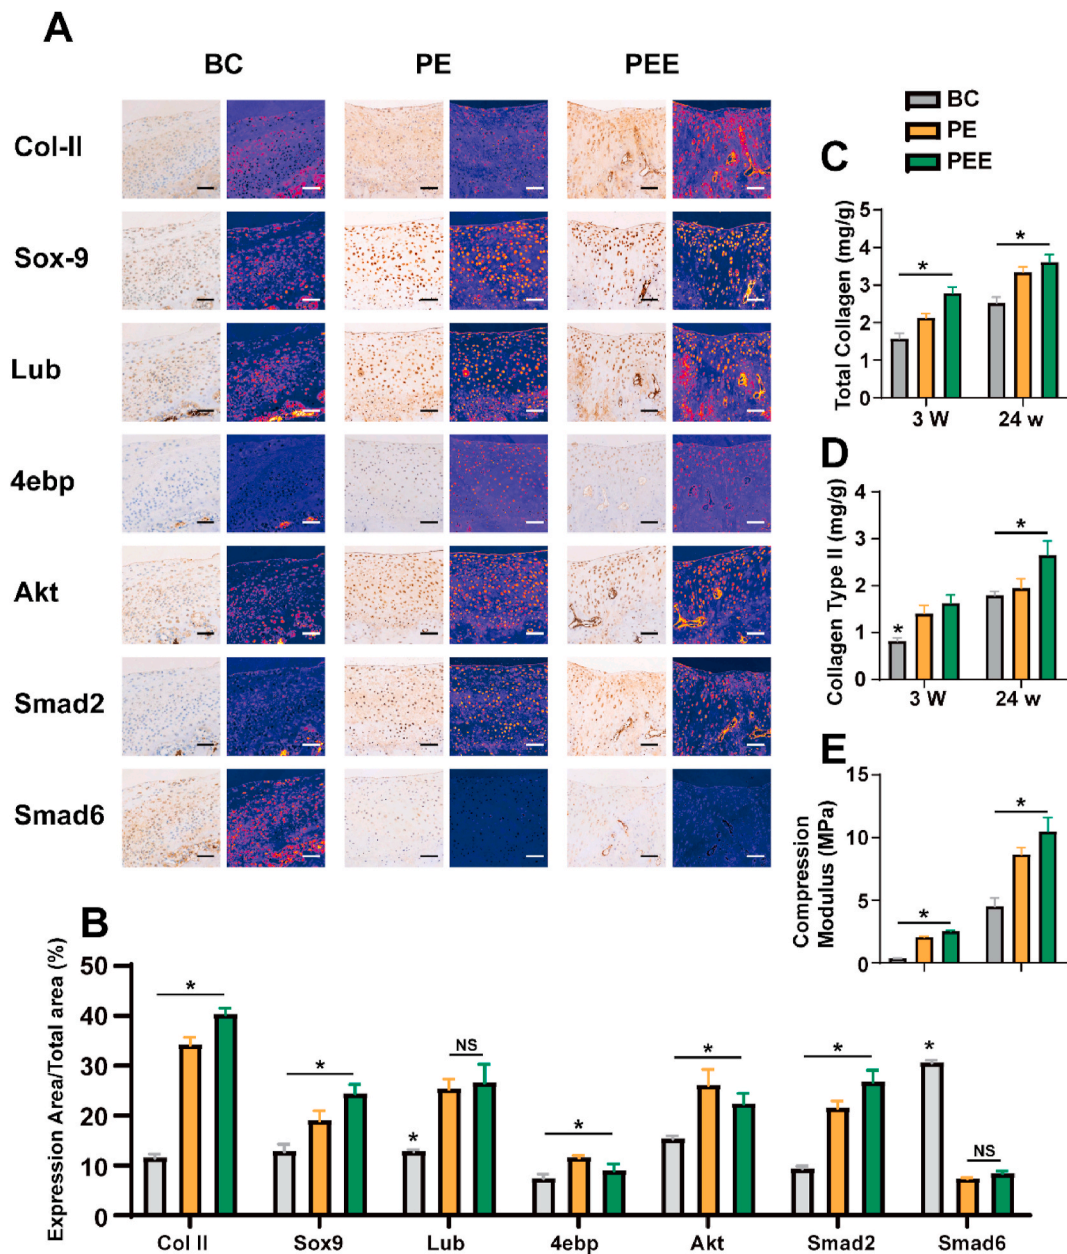 A
BC PE PEE
Col-II
Sox-9
Lub
4ebp
Akt
Smad2
Smad6
BC
PE
PEE
C
Total Collagen (mg/g)
5
4
3
2
1
0
*
*
3 W 24 w
D
Collagen Type II (mg/g)
4
3
2
1
0
*
*
3 W 24 w
E
Compression
Modulus (MPa)
15
10
5
0
*
*
B
Expression Area/Total area (%)
50
40
30
20
10
0
*
*
*
NS
*
*
*
*
NS
Col II Sox9 Lub 4ebp Akt Smad2 Smad6